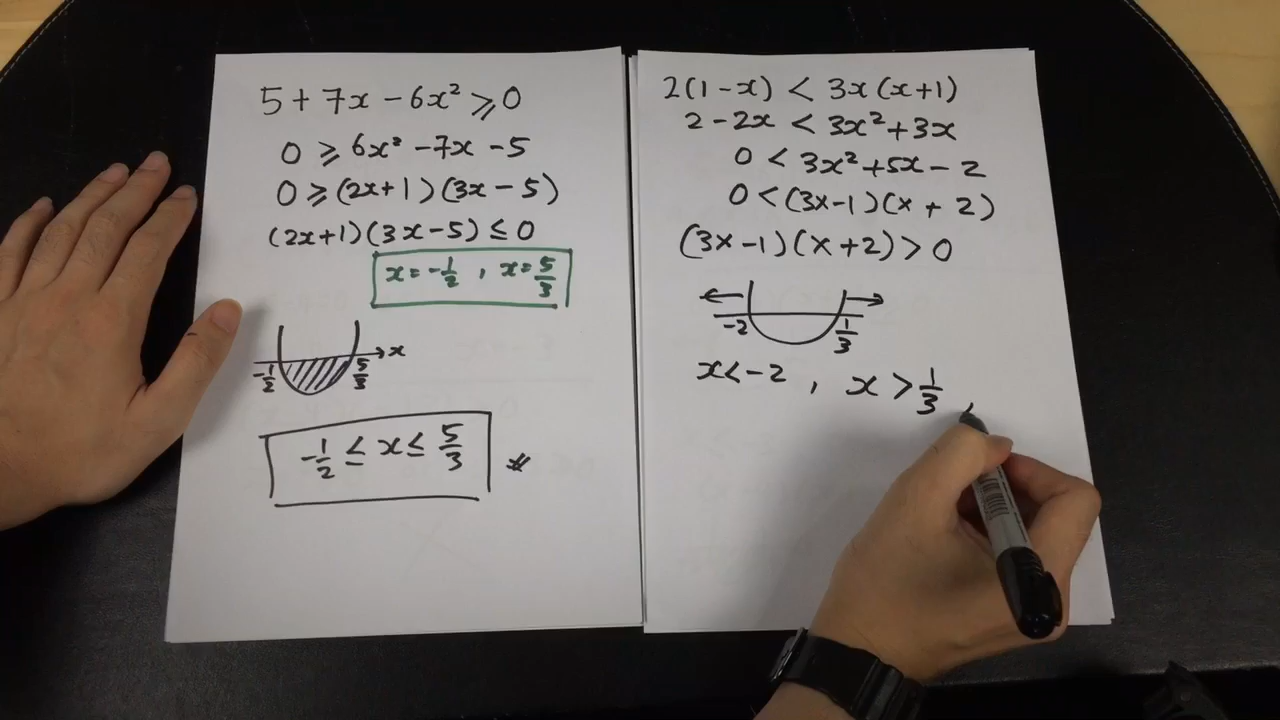 5 + 7x − 6x² ⩾ 0
0 ⩾ 6x² − 7x − 5
0 ⩾ (2x+1)(3x − 5)
(2x+1)(3x−5) ≤ 0
x = −1/2 , x = 5/3
x
−1/2 5/3
−1/2 ≤ x ≤ 5/3
2(1−x) < 3x(x+1)
2 − 2x < 3x² + 3x
0 < 3x² + 5x − 2
0 < (3x−1)(x + 2)
(3x −1)(x +2) > 0
−2 1/3
x < −2 , x > 1/3